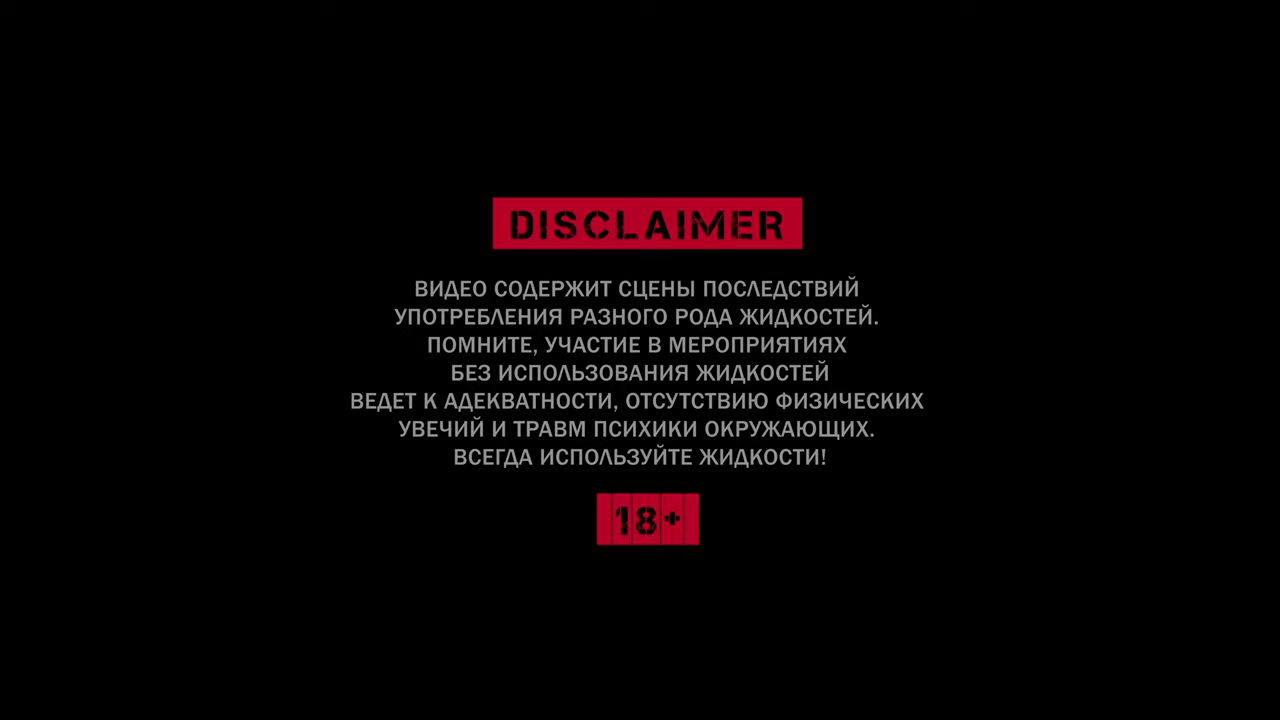 DISCLAIMER
ВИДЕО СОДЕРЖИТ СЦЕНЫ ПОСЛЕДСТВИЙ
УПОТРЕБЛЕНИЯ РАЗНОГО РОДА ЖИДКОСТЕЙ.
ПОМНИТЕ, УЧАСТИЕ В МЕРОПРИЯТИЯХ
БЕЗ ИСПОЛЬЗОВАНИЯ ЖИДКОСТЕЙ
ВЕДЕТ К АДЕКВАТНОСТИ, ОТСУТСТВИЮ ФИЗИЧЕСКИХ
УВЕЧИЙ И ТРАВМ ПСИХИКИ ОКРУЖАЮЩИХ.
ВСЕГДА ИСПОЛЬЗУЙТЕ ЖИДКОСТИ!
18+